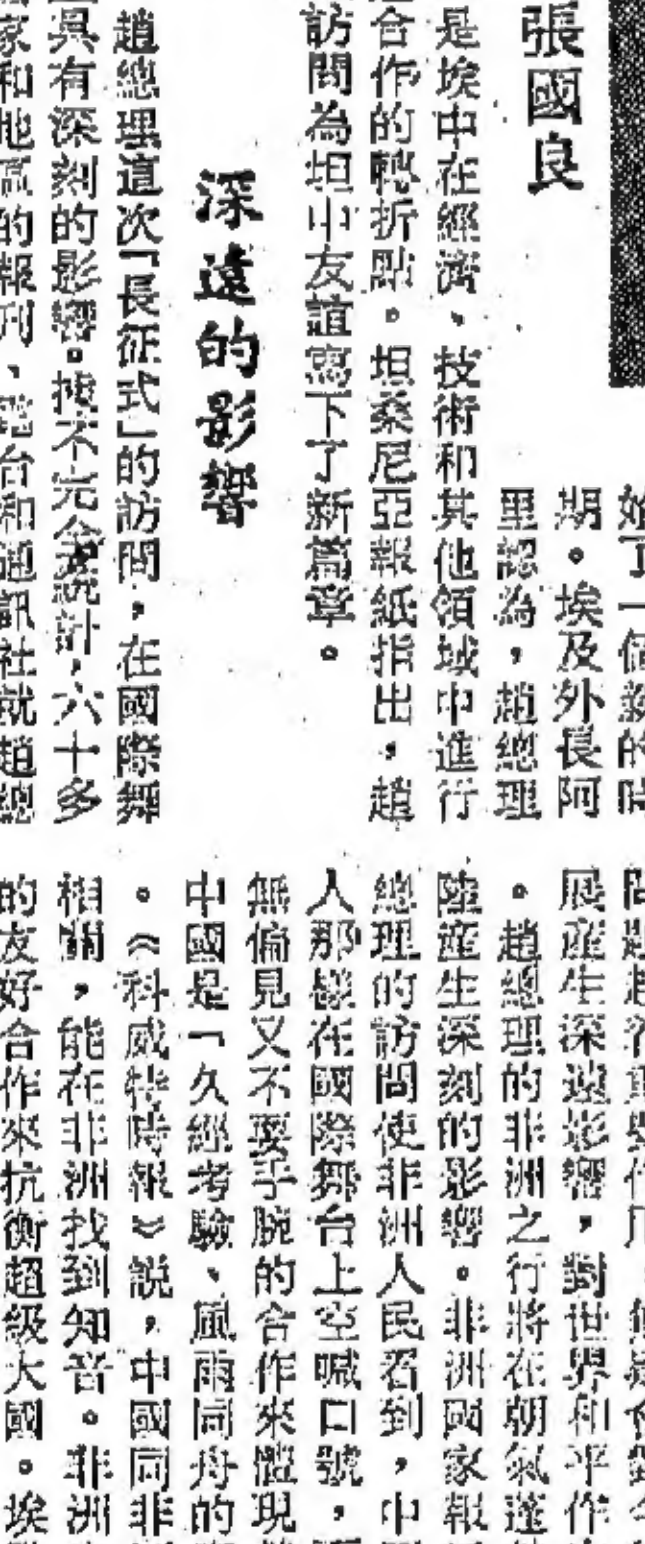 張國良
始了一個新的時
期。埃及外長阿
里認為,趙總理
是埃中在經濟、技術和其他領域中進行
合作的轉折點。坦桑尼亞報紙指出,趙
訪問為坦中友誼寫下了新篇章。
深遠的影響
趙總理這次「長征式」的訪問,在國際舞
具有深刻的影響。據不完全統計,六十多
家和地區的報刊、電台和通訊社就趙總
展產生深遠影響,對世界和平作
。趙總理的非洲之行將在朝氣蓬
陸產生深刻的影響。非洲國家報
總理的訪問使非洲人民看到,中
人那樣在國際舞台上空喊口號,
無偏見又不耍手腕的合作來體現
中國是「久經考驗、風雨同舟的
。《科威特時報》說,中國同非
相關,能在非洲找到知音。非洲
的友好合作來抗衡超級大國。埃